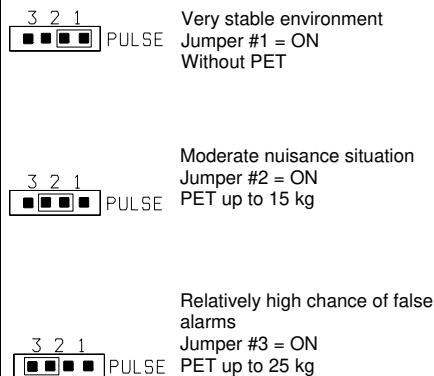 3 2 1
PULSE
Very stable environment
Jumper #1 = ON
Without PET
3 2 1
PULSE
Moderate nuisance situation
Jumper #2 = ON
PET up to 15 kg
3 2 1
PULSE
Relatively high chance of false
alarms
Jumper #3 = ON
PET up to 25 kg